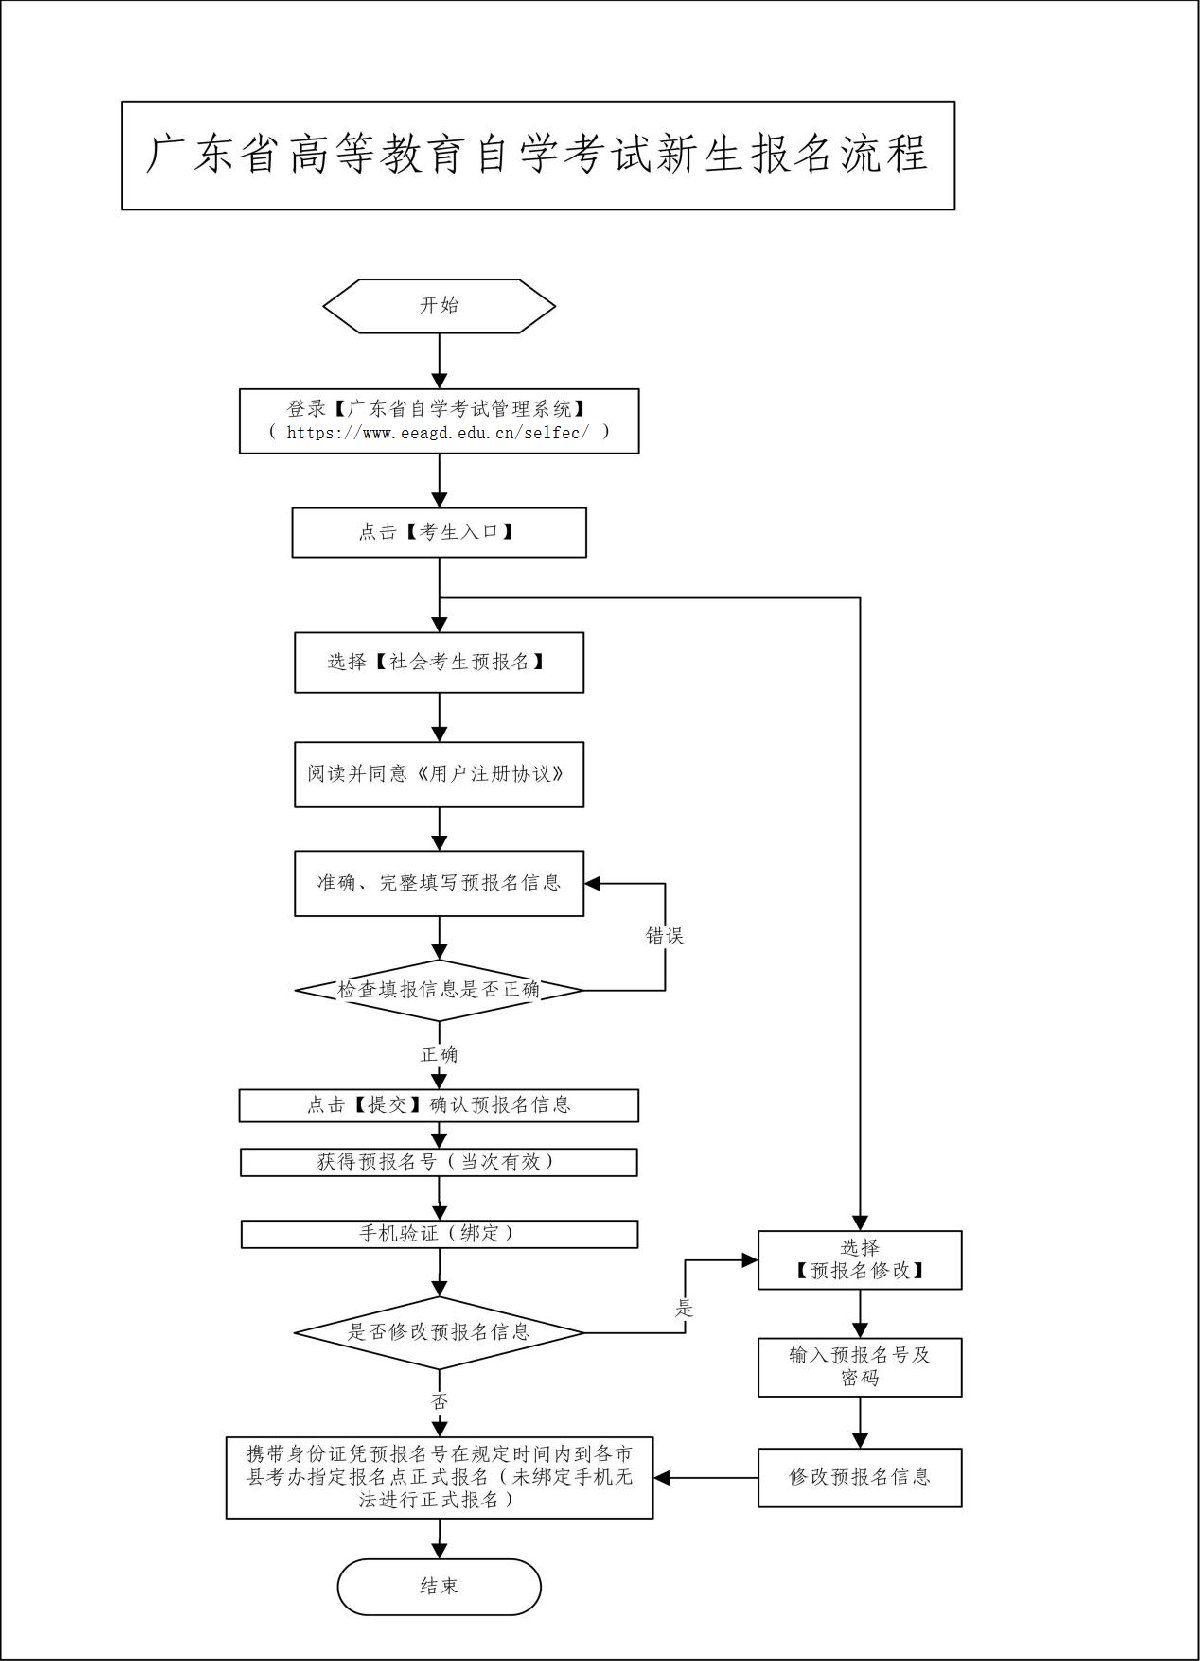 广东省高等教育自学考试新生报名流程
开始
登录【广东省自学考试管理系统】
( https://www.eeagd.edu.cn/selfec/ )
点击【考生入口】
选择【社会考生预报名】
阅读并同意《用户注册协议》
准确、完整填写预报名信息
错误
检查填报信息是否正确
正确
点击【提交】确认预报名信息
获得预报名号（当次有效）
手机验证（绑定）
选择
【预报名修改】
是
是否修改预报名信息
输入预报名号及
密码
否
携带身份证凭预报名号在规定时间内到各市
县考办指定报名点正式报名（未绑定手机无
法进行正式报名）
修改预报名信息
结束